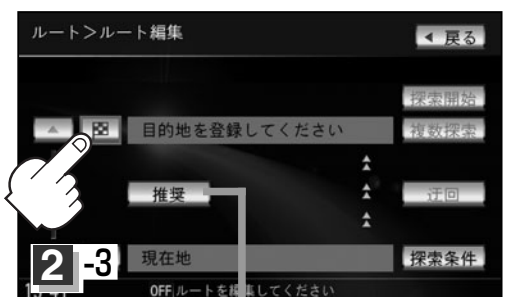 ルート＞ルート編集
◀ 戻る
探索開始
目的地を登録してください
複数探索
推奨
迂回
2-3
現在地
探索条件
OFF ルートを編集してください